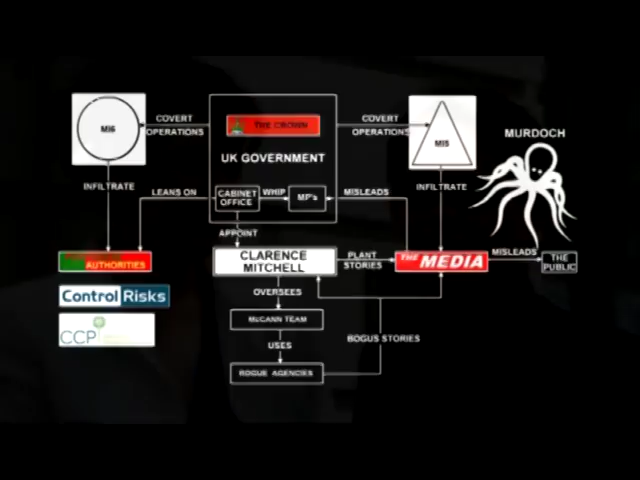 COVERT
OPERATIONS
THE CROWN
COVERT
OPERATIONS
MI6
MI5
MURDOCH
UK GOVERNMENT
INFILTRATE
LEANS ON
CABINET
OFFICE
WHIP
MP's
MISLEADS
INFILTRATE
APPOINT
AUTHORITIES
CLARENCE
MITCHELL
PLANT
STORIES
THE MEDIA
MISLEADS
THE
PUBLIC
Control Risks
OVERSEES
McCANN TEAM
CCP
USES
BOGUS STORIES
ROGUE AGENCIES